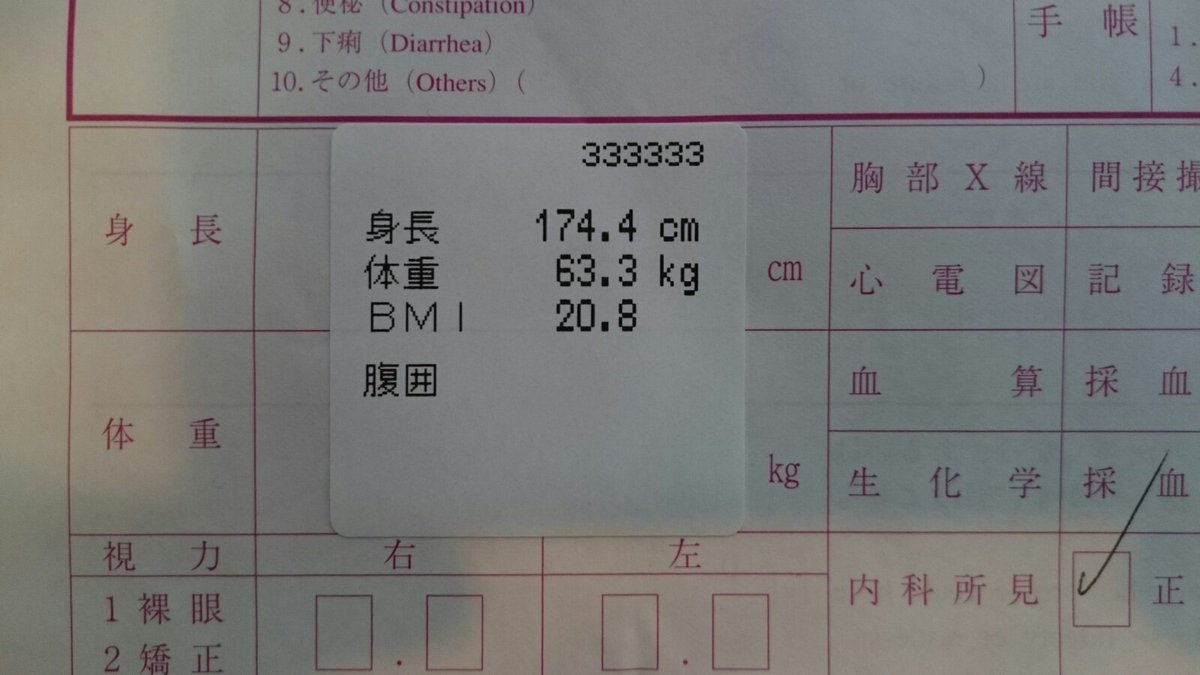 8. 便秘 (Constipation)
9. 下痢 (Diarrhea)
10. その他 (Others) ( )
手 帳
1.
4.
333333
身長 174.4 cm
体重 63.3 kg
BMI 20.8
腹囲
身 長
cm
体 重
kg
視 力 右 左
1 裸 眼 .
.
2 矯 正
胸 部 X 線 間 接 撮
心 電 図 記 録
血 算 採 血
生 化 学 採 血
内 科 所 見 正